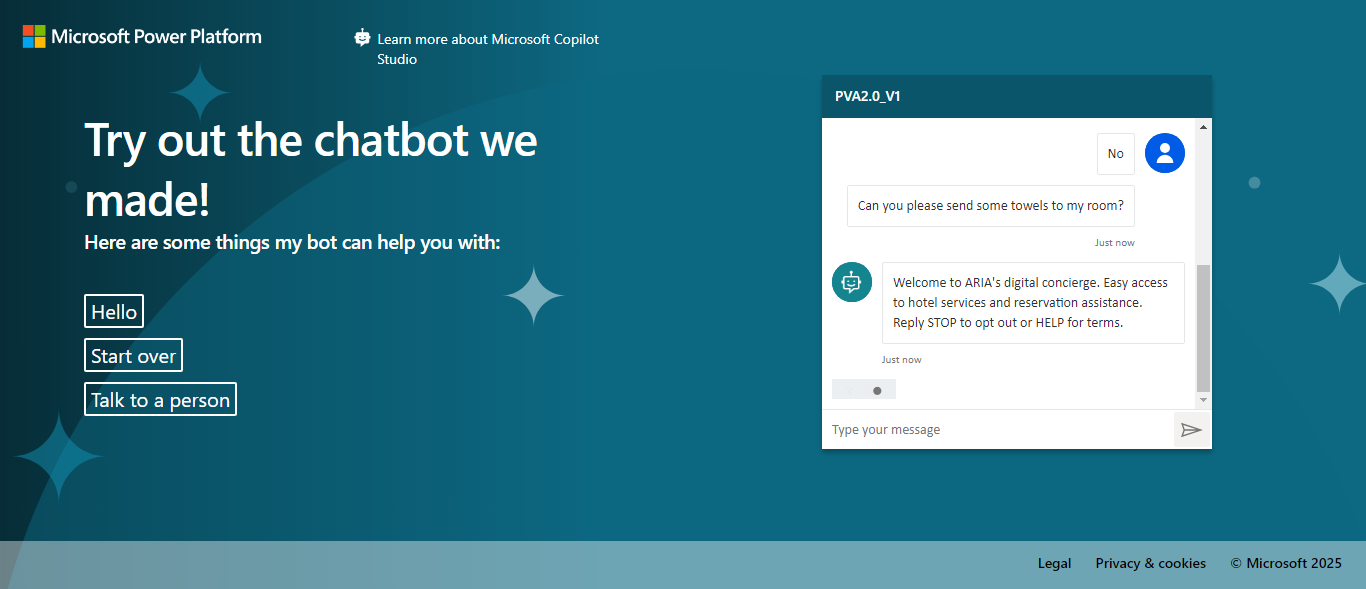 Microsoft Power Platform
Learn more about Microsoft Copilot
Studio
Try out the chatbot we
made!
Here are some things my bot can help you with:
Hello
Start over
Talk to a person
PVA2.0_V1
No
Can you please send some towels to my room?
Just now
Welcome to ARIA's digital concierge. Easy access
to hotel services and reservation assistance.
Reply STOP to opt out or HELP for terms.
Just now
Type your message
Legal
Privacy & cookies
© Microsoft 2025